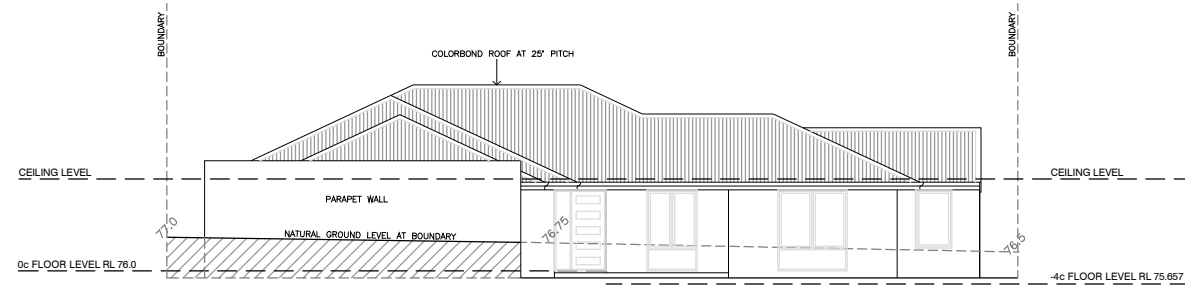 BOUNDARY
BOUNDARY
COLORBOND ROOF AT 25° PITCH
CEILING LEVEL
CEILING LEVEL
PARAPET WALL
77.0
NATURAL GROUND LEVEL AT BOUNDARY
76.75
76.5
0c FLOOR LEVEL RL 76.0
-4c FLOOR LEVEL RL 75.657